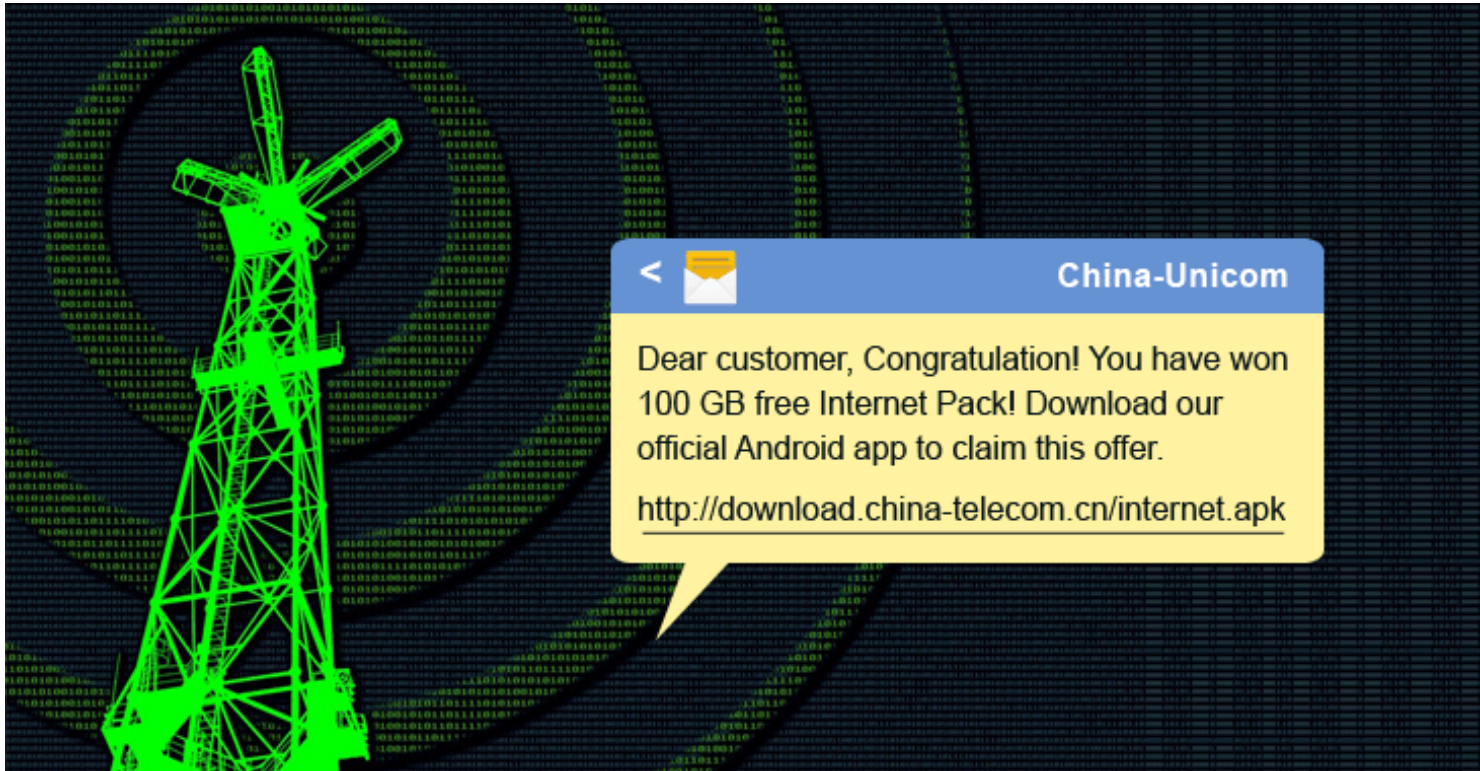 < China-Unicom
Dear customer, Congratulation! You have won
100 GB free Internet Pack! Download our
official Android app to claim this offer.
http://download.china-telecom.cn/internet.apk